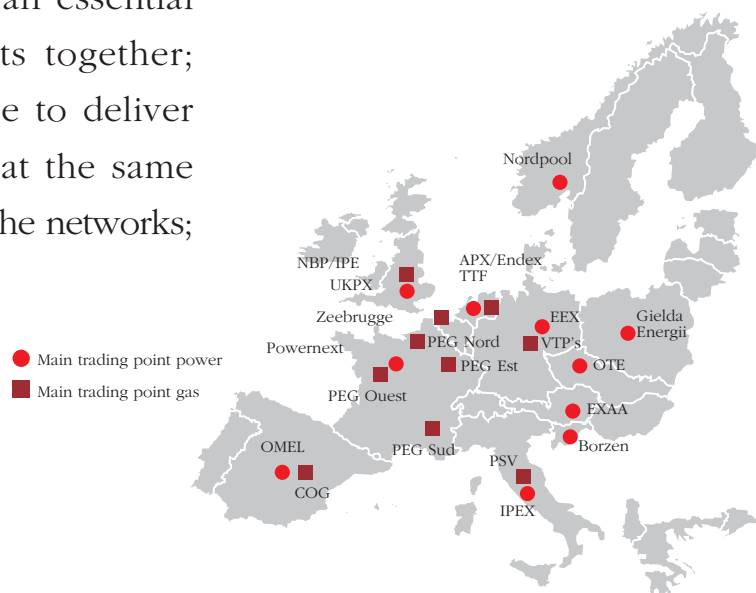 an essential
ts together;
e to deliver
at the same
he networks;
Nordpool
NBP/IPE
UKPX
APX/Endex
TTF
Zeebrugge
EEX
Gielda
Energii
Powernext
PEG Nord
VTP's
Main trading point power
PEG Est
OTE
Main trading point gas
PEG Ouest
EXAA
OMEL
PEG Sud
Borzen
PSV
COG
IPEX